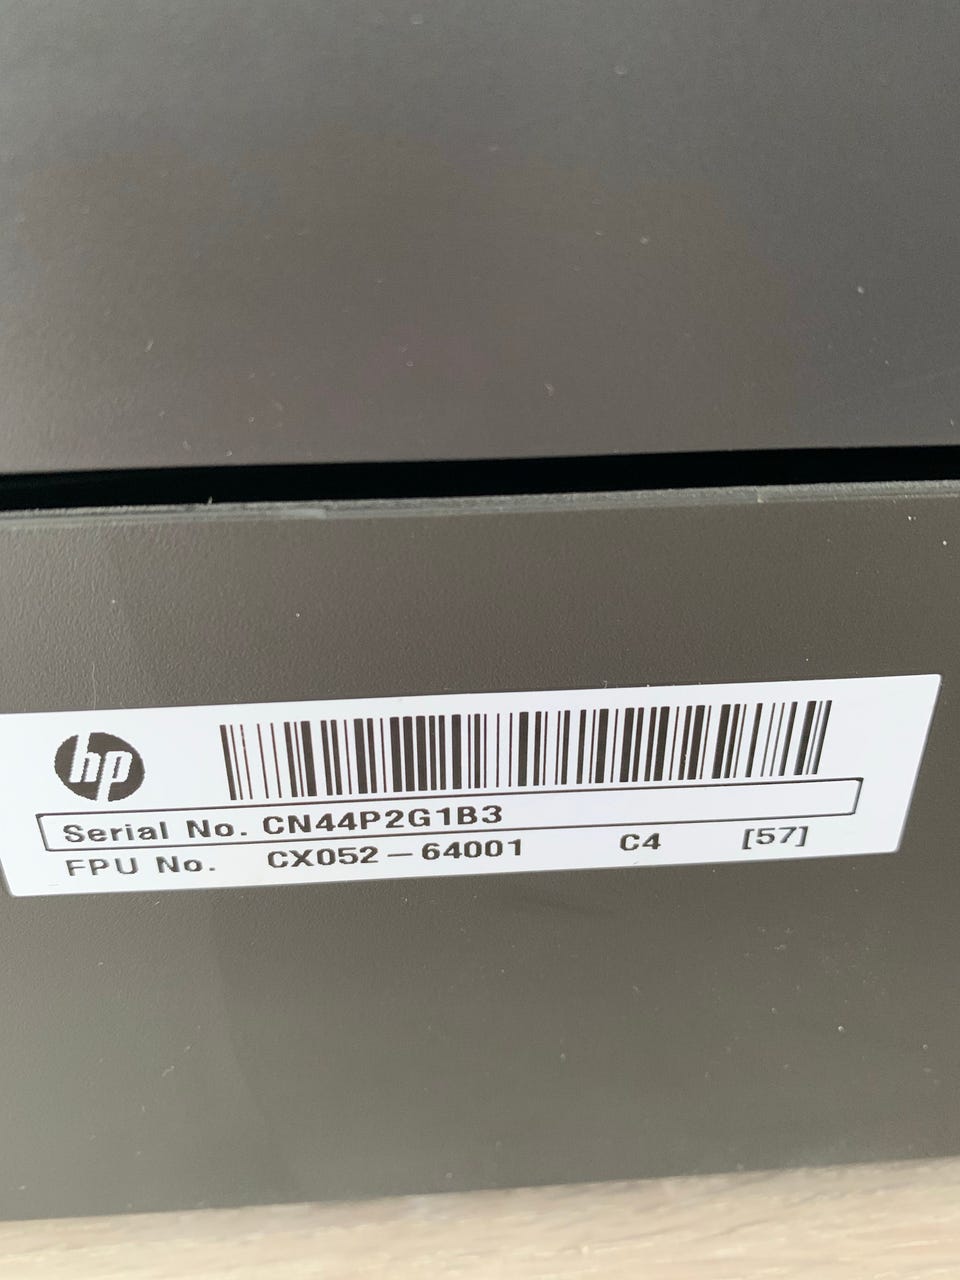 hp
Serial No. CN44P2G1B3
FPU No. CX052-64001 C4 [57]